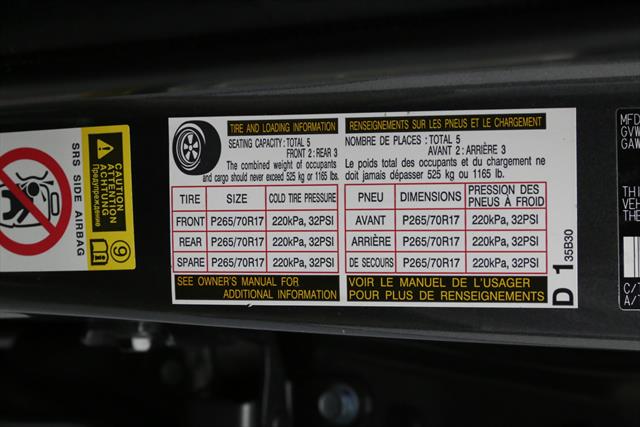 SRS SIDE AIRBAG
CAUTION
ATTENTION
ACHTUNG
Предупреждение
TIRE AND LOADING INFORMATION
SEATING CAPACITY: TOTAL 5
FRONT 2 : REAR 3
The combined weight of occupants
and cargo should never exceed 525 kg or 1165 lbs.
TIRE SIZE COLD TIRE PRESSURE
FRONT P265/70R17 220kPa, 32PSI
REAR P265/70R17 220kPa, 32PSI
SPARE P265/70R17 220kPa, 32PSI
SEE OWNER'S MANUAL FOR
ADDITIONAL INFORMATION
RENSEIGNEMENTS SUR LES PNEUS ET LE CHARGEMENT
NOMBRE DE PLACES : TOTAL 5
AVANT 2 : ARRIÈRE 3
Le poids total des occupants et du chargement ne
doit jamais dépasser 525 kg ou 1165 lb.
PNEU DIMENSIONS PRESSION DES
PNEUS À FROID
AVANT P265/70R17 220kPa, 32PSI
ARRIÈRE P265/70R17 220kPa, 32PSI
DE SECOURS P265/70R17 220kPa, 32PSI
VOIR LE MANUEL DE L'USAGER
POUR PLUS DE RENSEIGNEMENTS
D 1 35B30
MFD
GVW
GAW
THI
VEH
THE
C/T
A/T